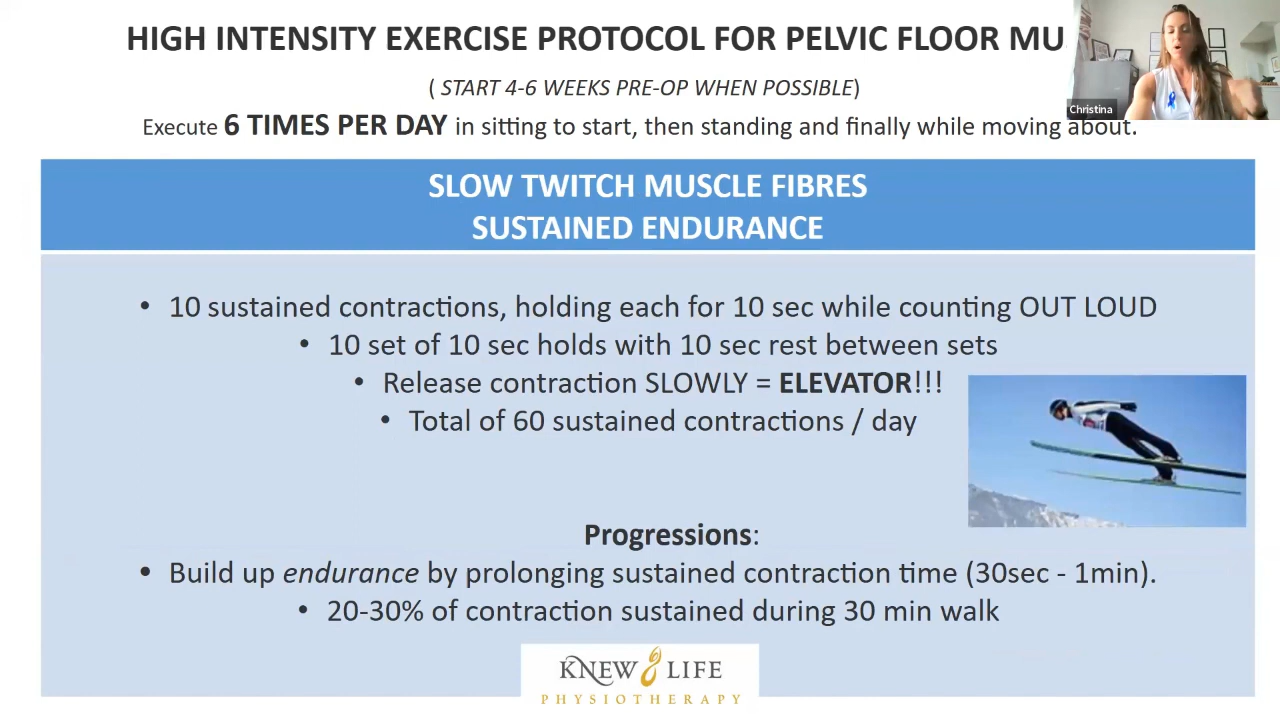 HIGH INTENSITY EXERCISE PROTOCOL FOR PELVIC FLOOR
( START 4-6 WEEKS PRE-OP WHEN POSSIBLE)
Execute 6 TIMES PER DAY in sitting to start, then standing and finally while moving about.
Christina
SLOW TWITCH MUSCLE FIBRES
SUSTAINED ENDURANCE
• 10 sustained contractions, holding each for 10 sec while counting OUT LOUD
• 10 set of 10 sec holds with 10 sec rest between sets
• Release contraction SLOWLY = ELEVATOR!!!
• Total of 60 sustained contractions / day
Progressions:
• Build up endurance by prolonging sustained contraction time (30sec - 1min).
• 20-30% of contraction sustained during 30 min walk
KNEW LIFE
PHYSIOTHERAPY